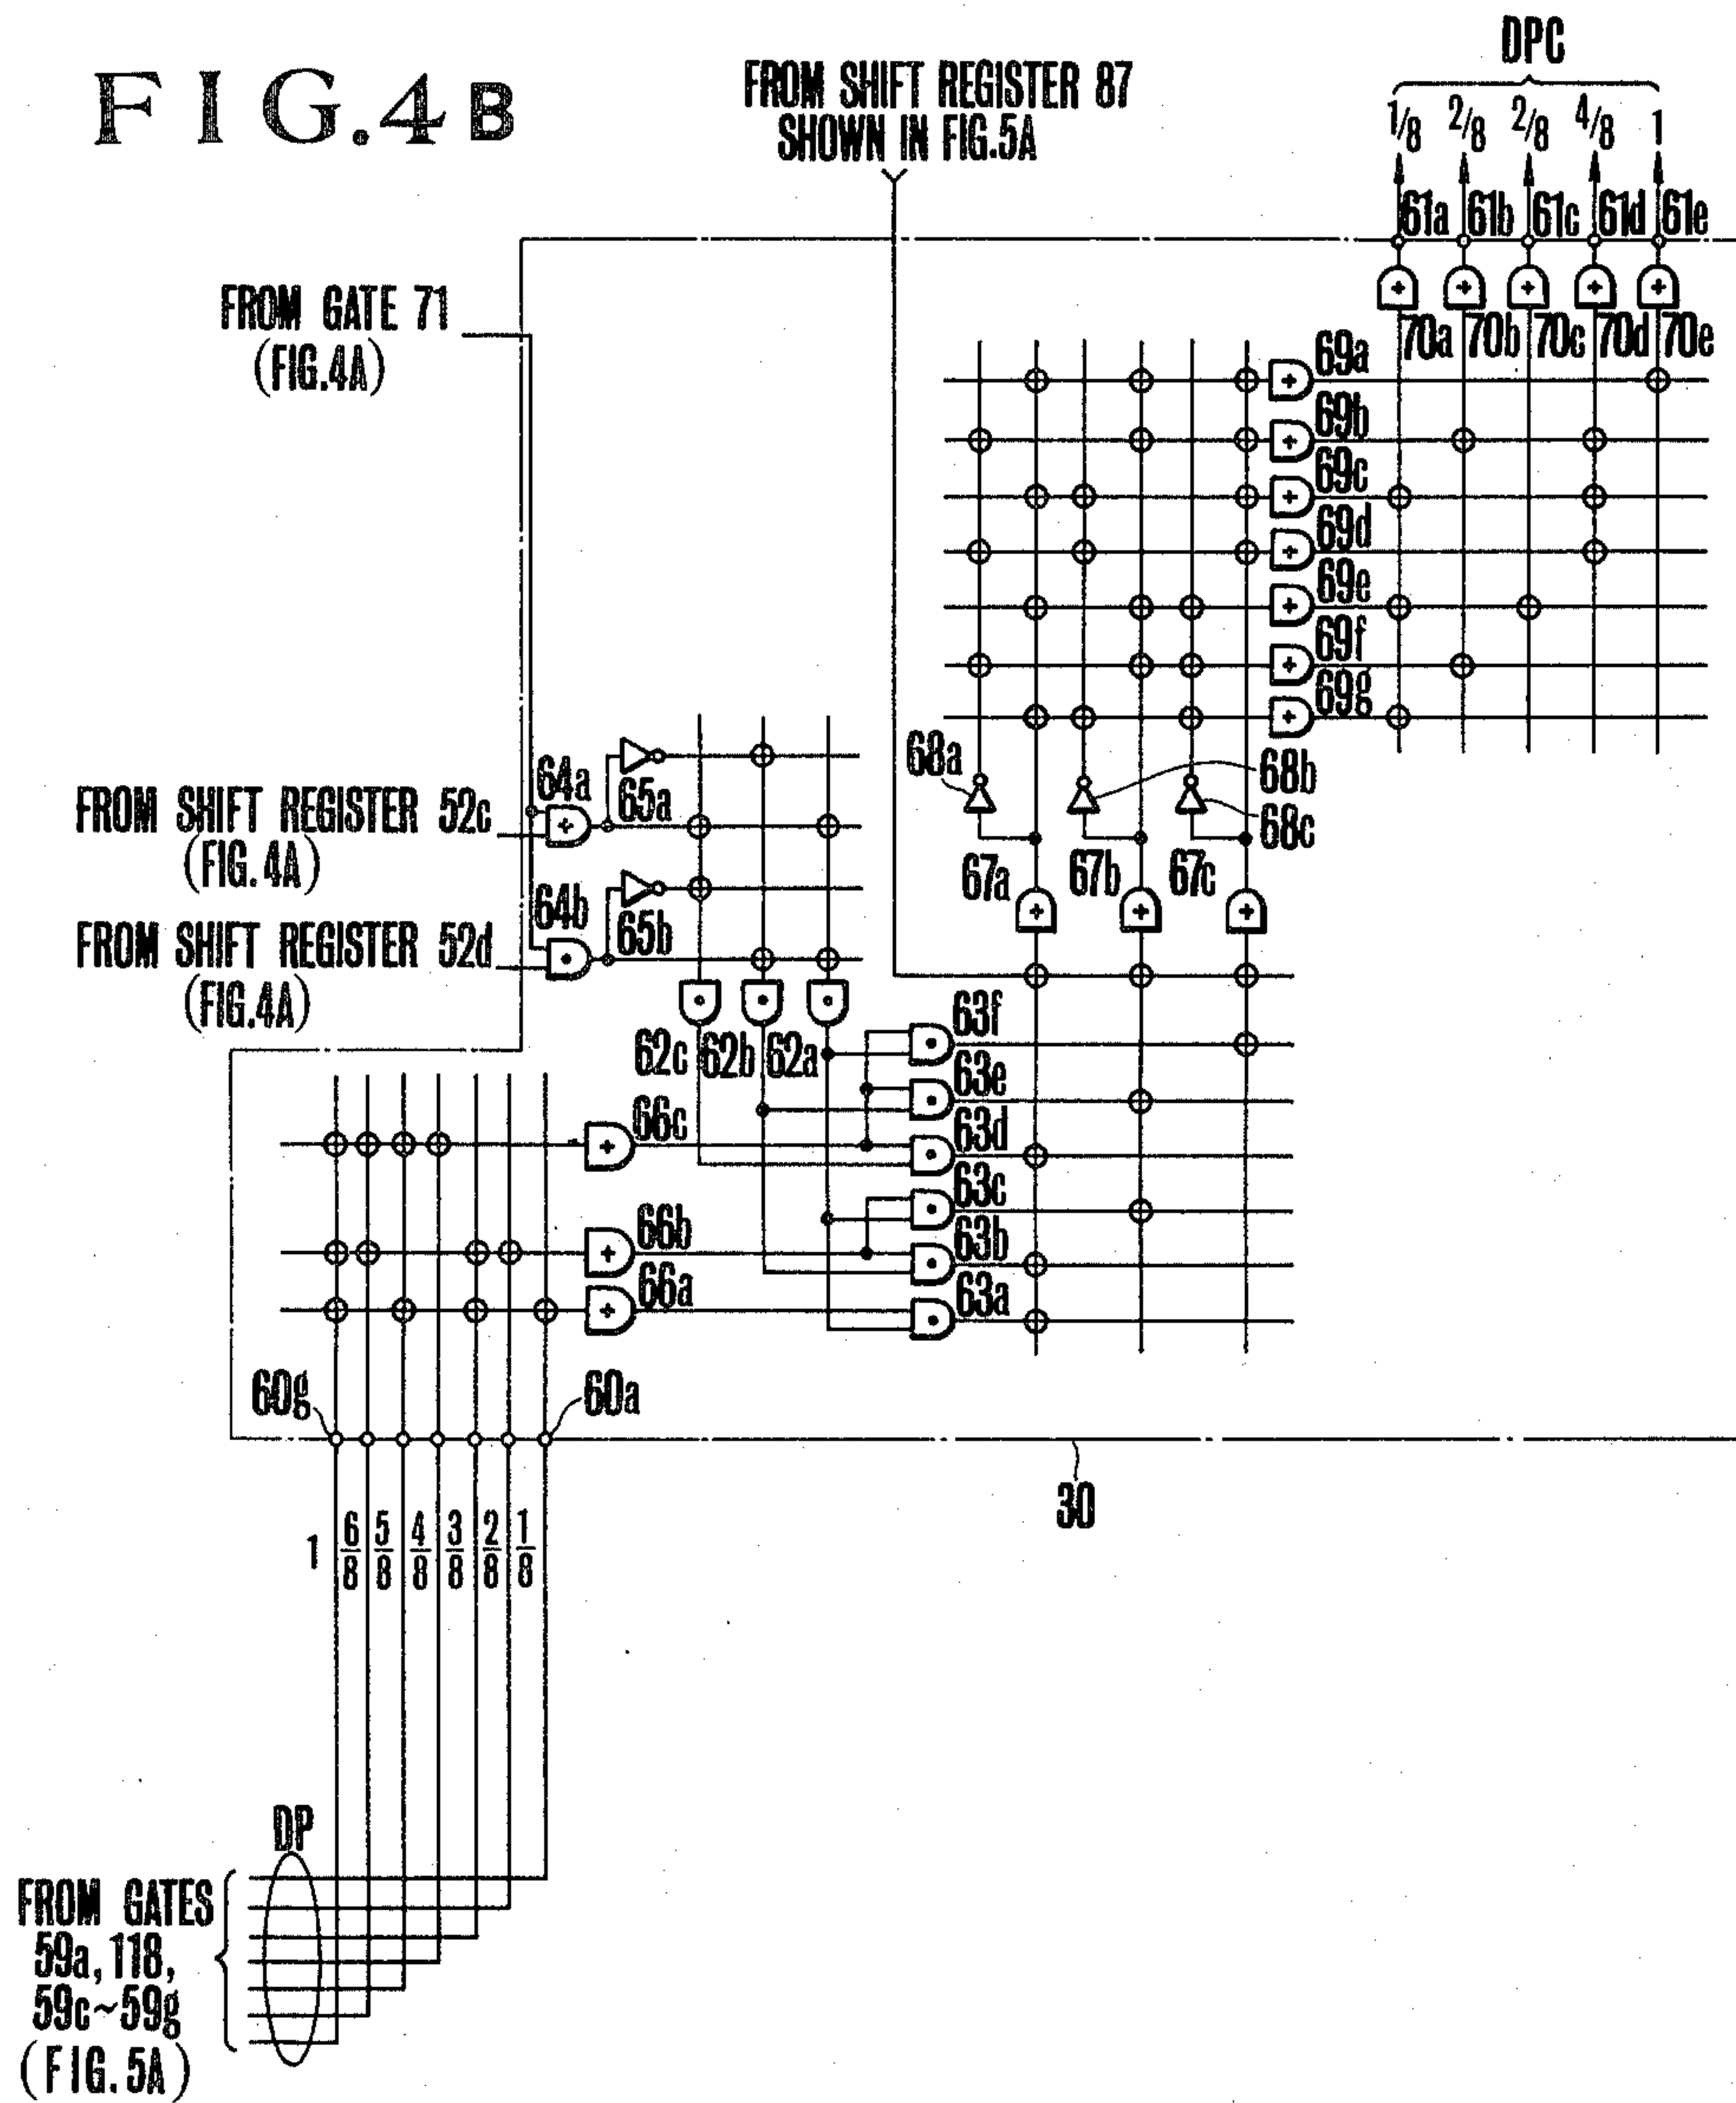 FIG.4B
FROM SHIFT REGISTER 87
SHOWN IN FIG.5A
DPC
1/8 2/8 2/8 4/8 1
61a 61b 61c 61d 61e
70a 70b 70c 70d 70e
FROM GATE 71
(FIG.4A)
69a
69b
69c
69d
69e
69f
69g
68a
68b
68c
67a 67b 67c
64a
65a
FROM SHIFT REGISTER 52c
(FIG.4A)
64b
65b
FROM SHIFT REGISTER 52d
(FIG.4A)
62c 62b 62a
63f
63e
63d
63c
63b
63a
66c
66b
66a
60g
60a
30
1 6/8 5/8 4/8 3/8 2/8 1/8
DP
FROM GATES
59a, 118,
59c~59g
(FIG.5A)